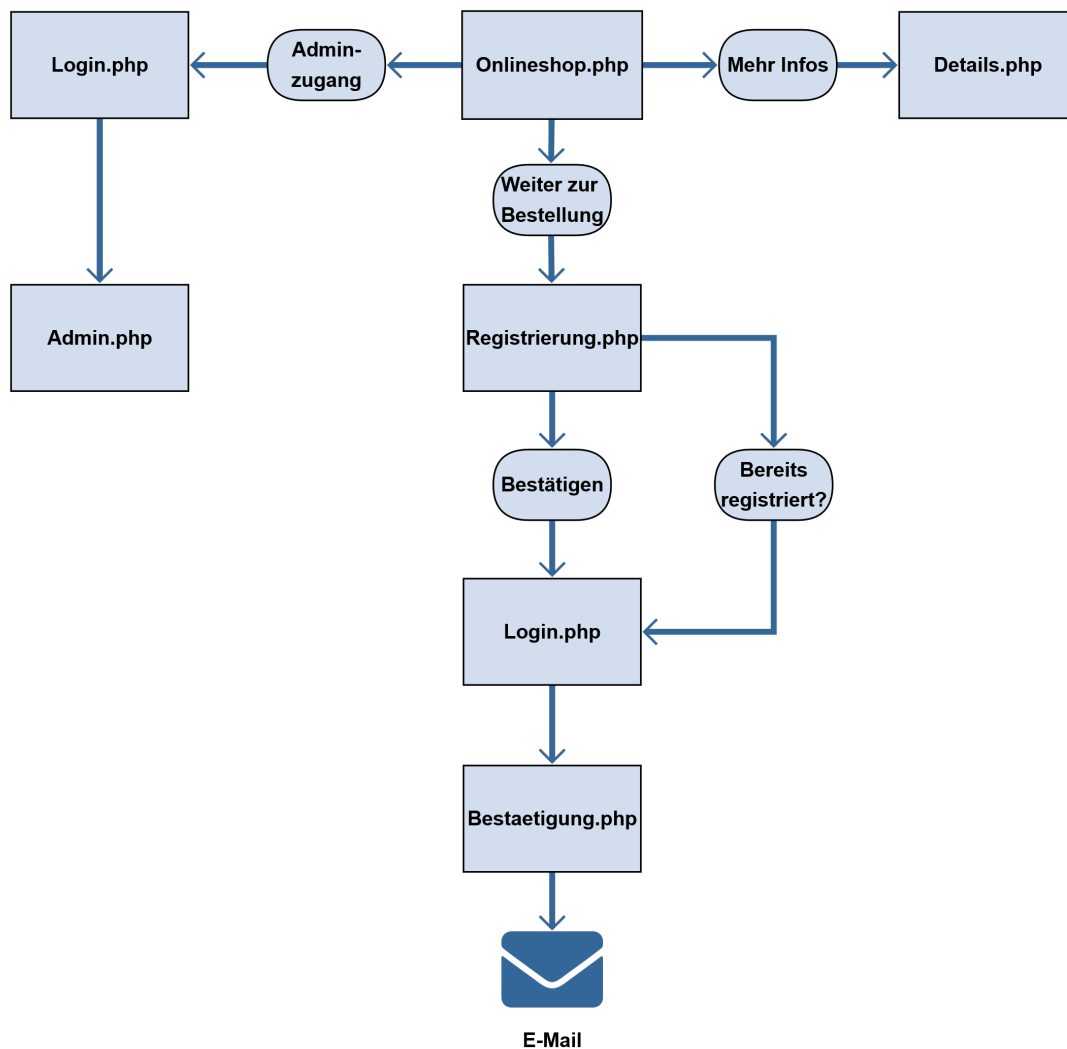 Login.php
Admin-
zugang
Onlineshop.php
Mehr Infos
Details.php
Weiter zur
Bestellung
Admin.php
Registrierung.php
Bestätigen
Bereits
registriert?
Login.php
Bestaetigung.php
E-Mail